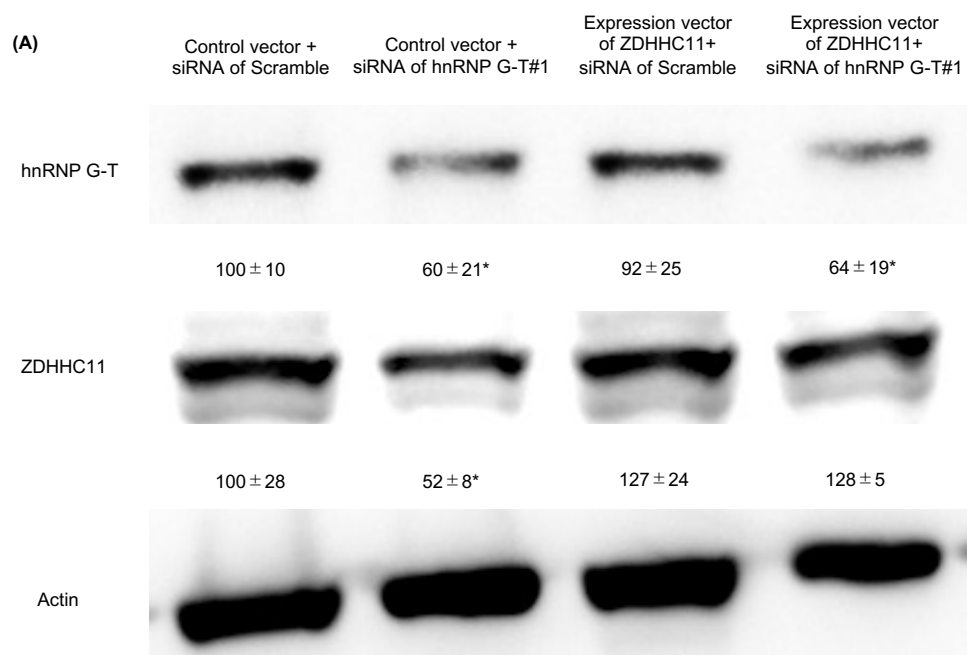 (A)
Control vector +
siRNA of Scramble
Control vector +
siRNA of hnRNP G-T#1
Expression vector
of ZDHHC11+
siRNA of Scramble
Expression vector
of ZDHHC11+
siRNA of hnRNP G-T#1
hnRNP G-T
100±10 60±21* 92±25 64±19*
ZDHHC11
100±28 52±8* 127±24 128±5
Actin